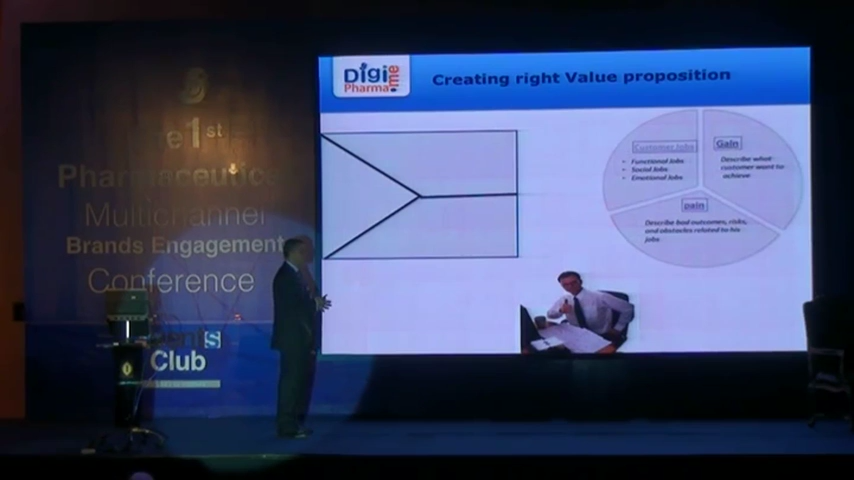 1st
Pharmaceutical
Multichannel
Brands Engagement
Conference
Club
Digi
Pharma
me
Creating right Value proposition
Customer Jobs
• Functional Jobs
• Social Jobs
• Emotional Jobs
Gain
Describe what
customer want to
achieve
pain
Describe bad outcomes, risks,
and obstacles related to his
jobs